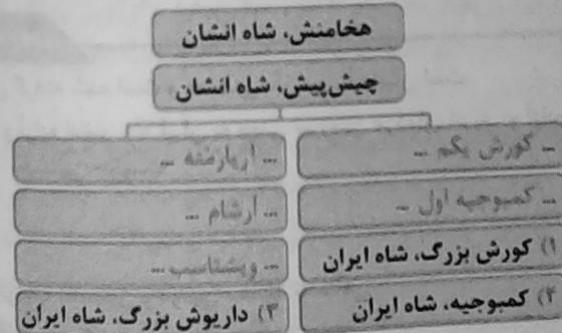 هخامنش، شاه انشان
چیش‌پیش، شاه انشان
... کورش یکم ...
... آریارمنه ...
... کمبوجیه اول ...
... آرشام ...
۱) کورش بزرگ، شاه ایران
... ویشتاسب ...
۲) کمبوجیه، شاه ایران
۳) داریوش بزرگ، شاه ایران